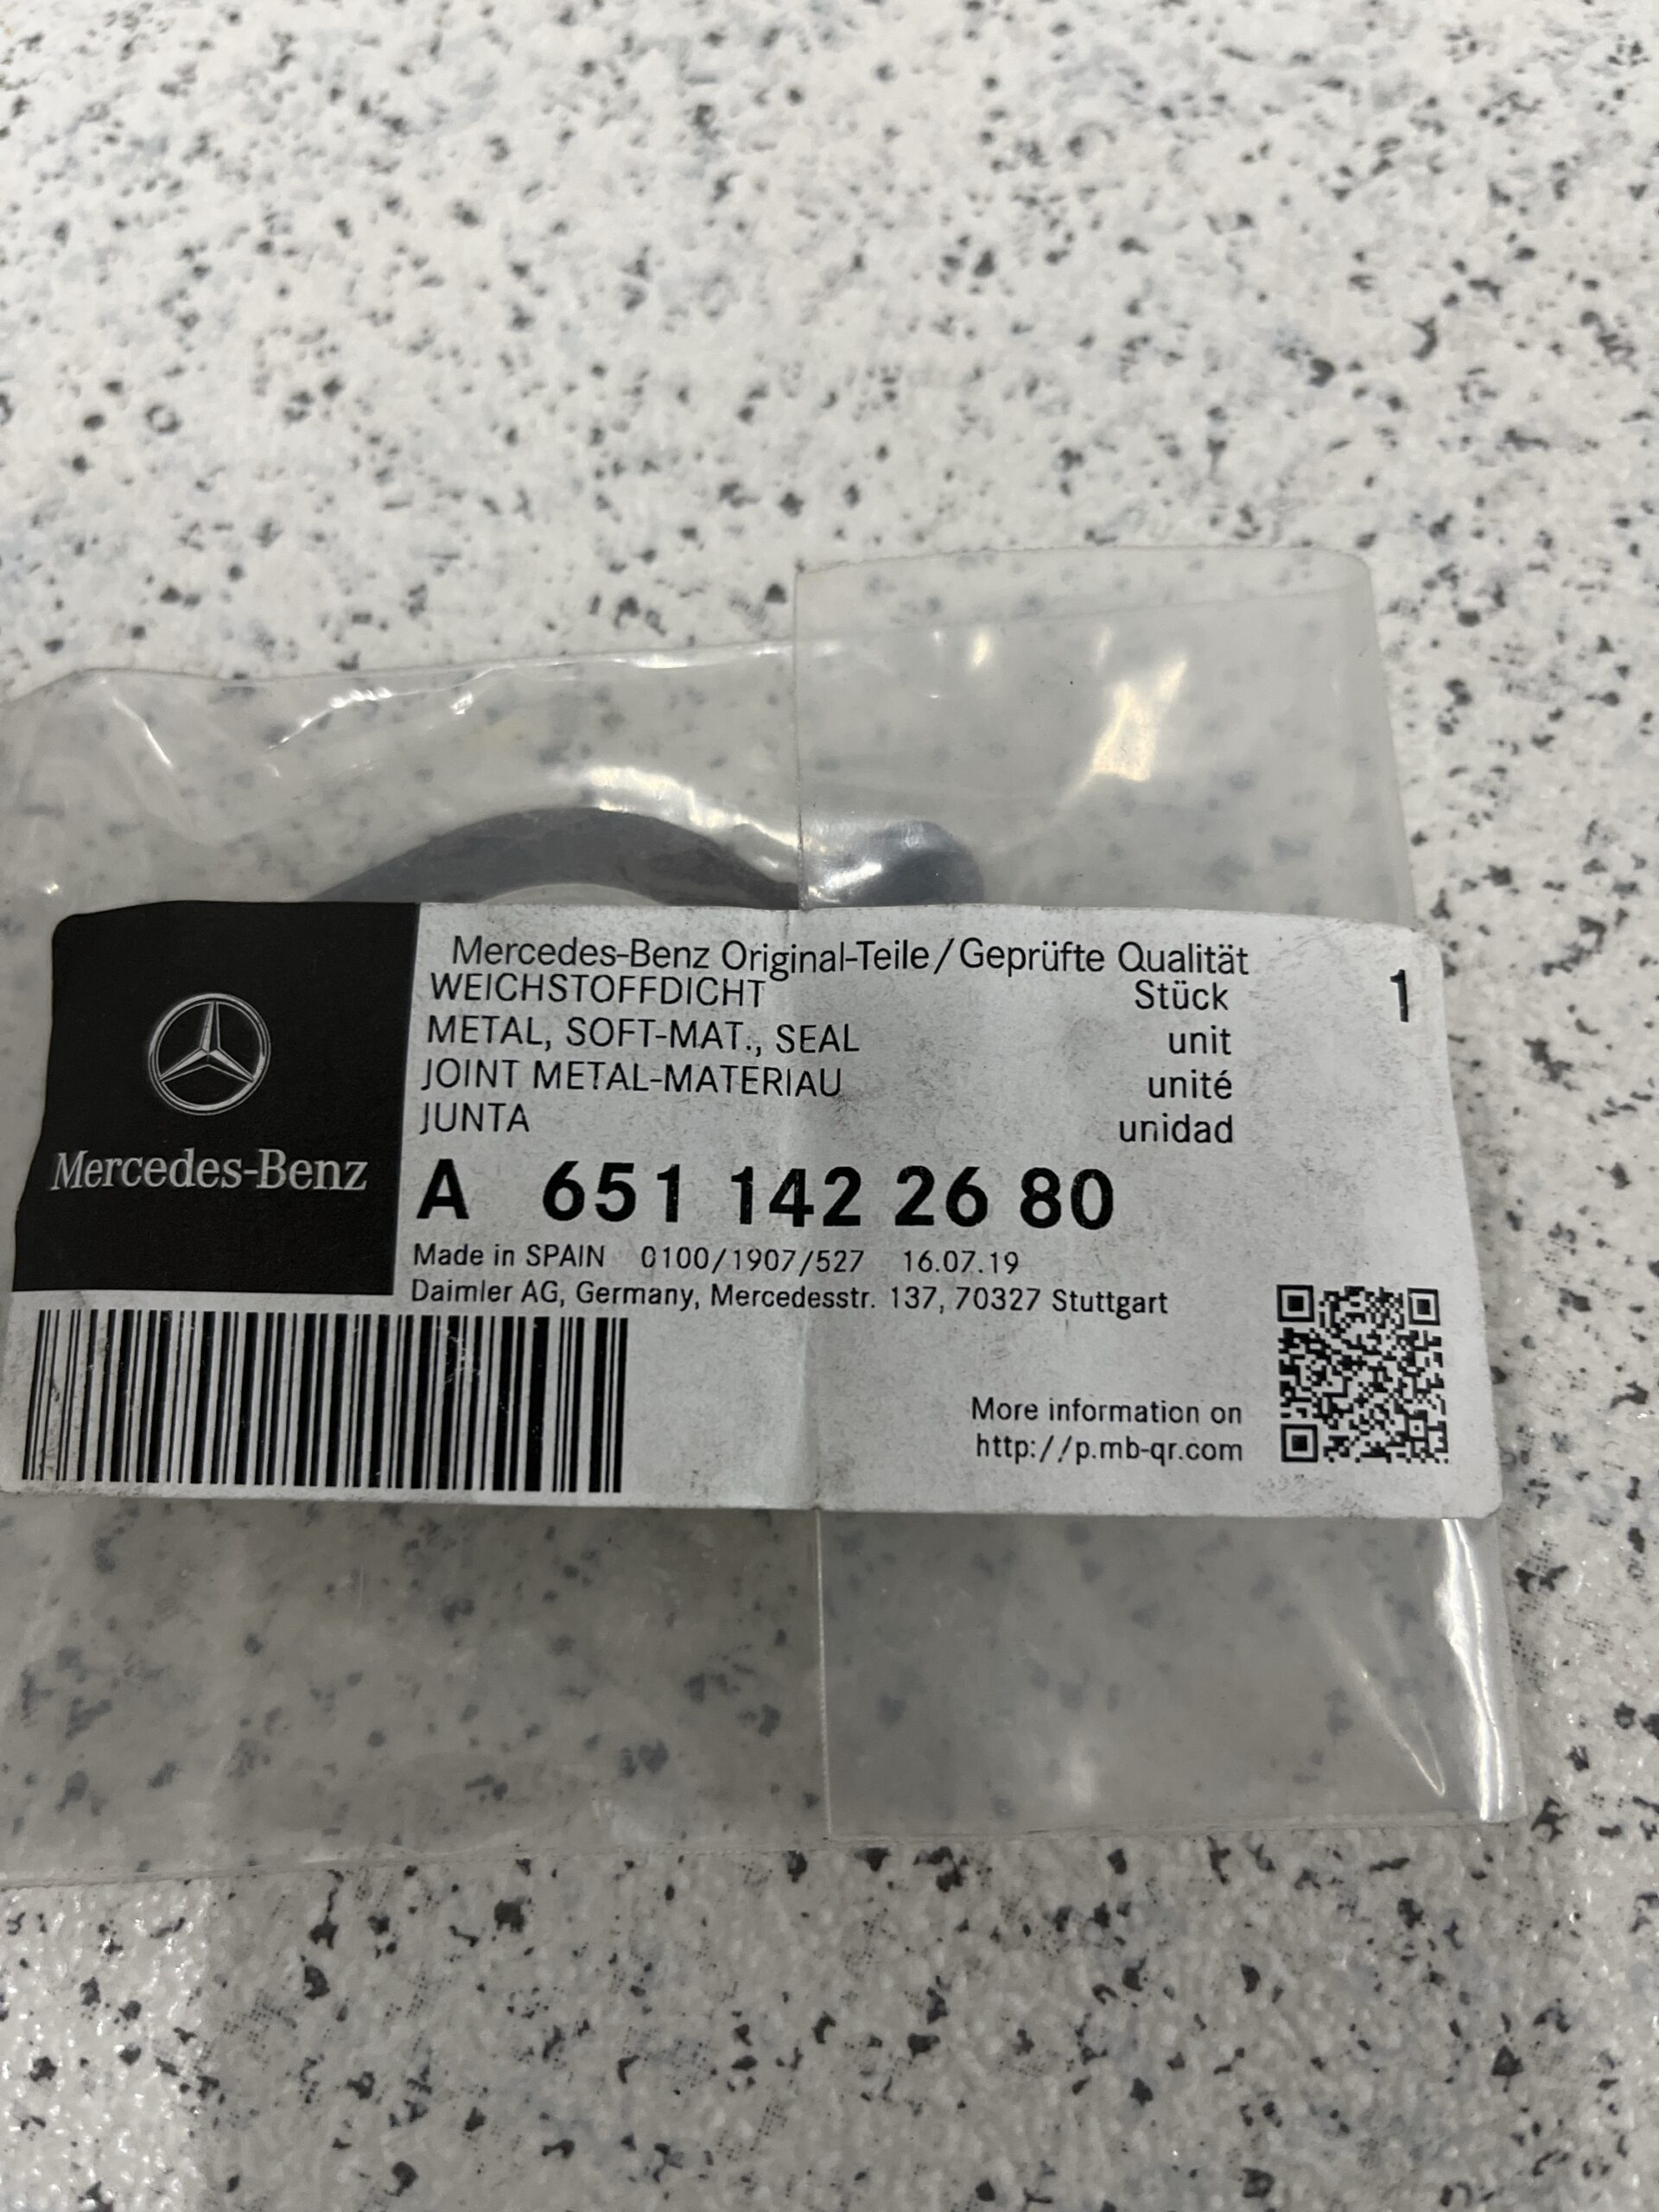 Mercedes-Benz
Mercedes-Benz Original-Teile/Geprüfte Qualität
WEICHSTOFFDICHT Stück 1
METAL, SOFT-MAT., SEAL unit
JOINT METAL-MATERIAU unité
JUNTA unidad
A 651 142 26 80
Made in SPAIN 0100/1907/527 16.07.19
Daimler AG, Germany, Mercedesstr. 137, 70327 Stuttgart
More information on
http://p.mb-qr.com